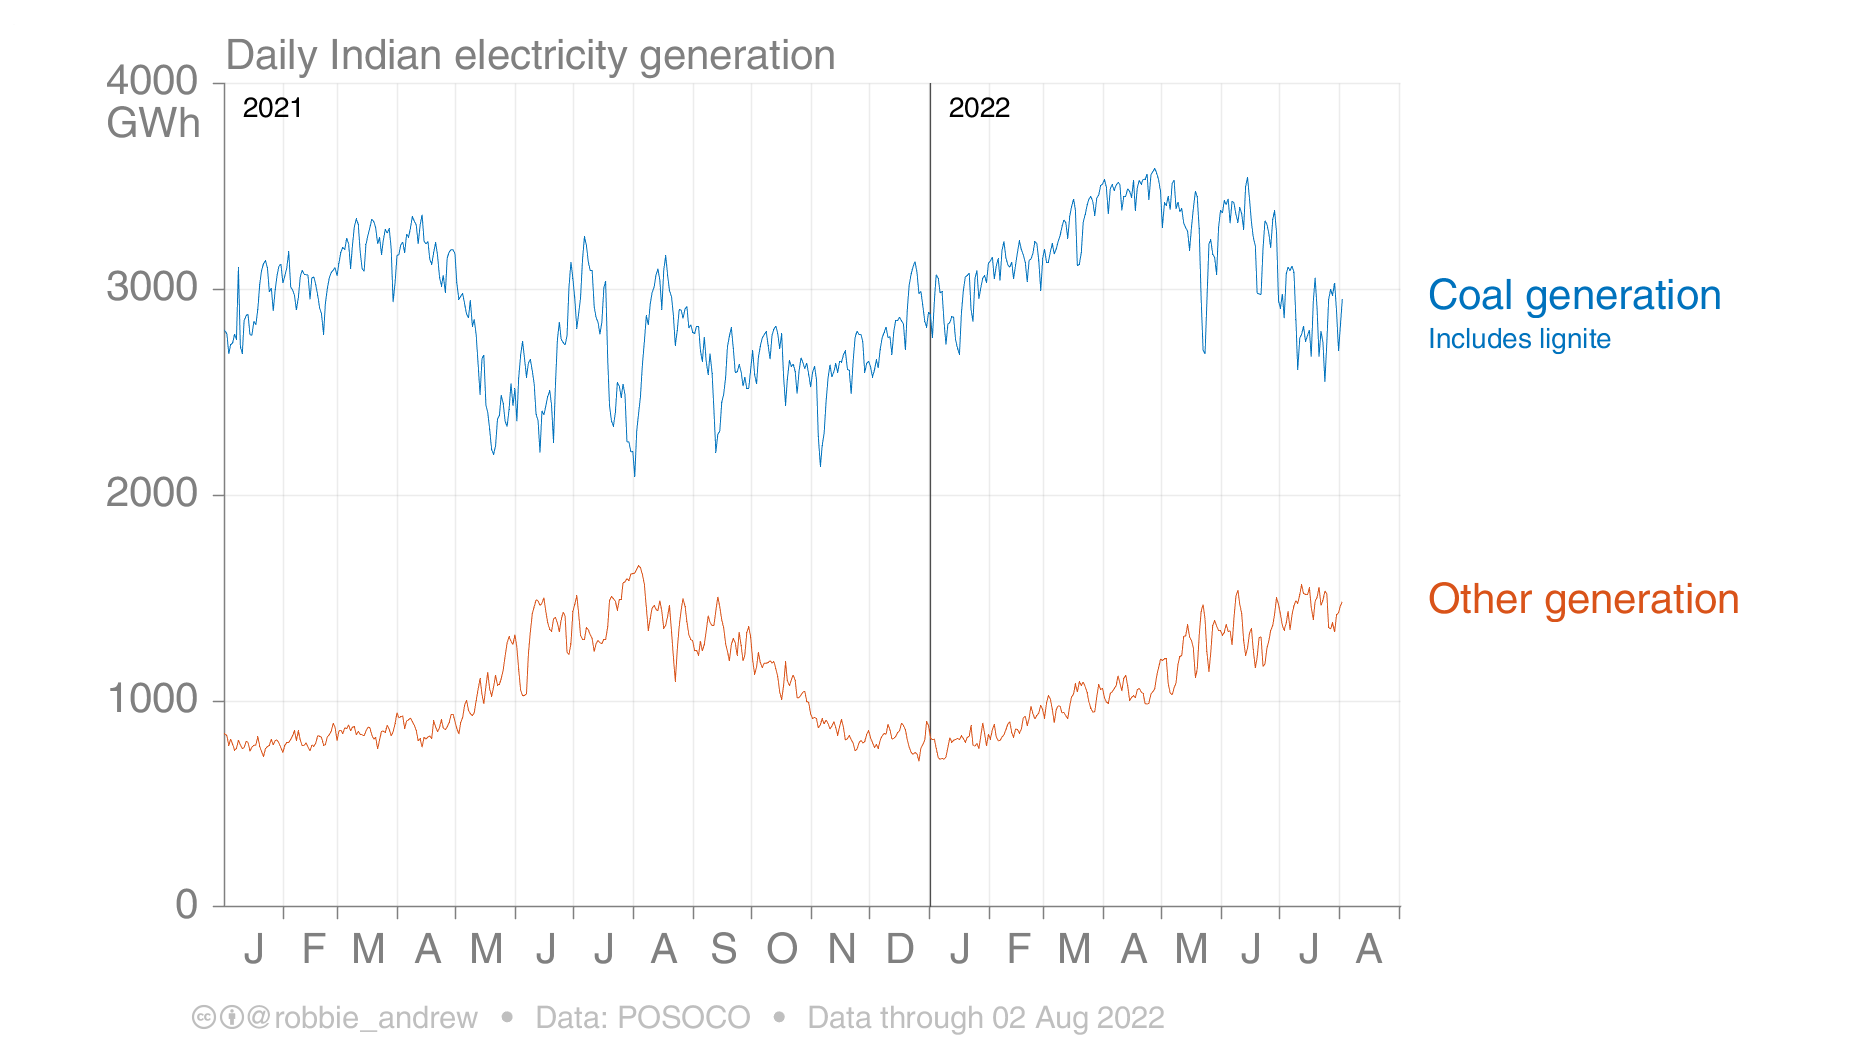 Daily Indian electricity generation
4000
GWh
2021
2022
3000
2000
1000
0
Coal generation
Includes lignite
Other generation
J F M A M J J A S O N D J F M A M J J A
cc @robbie_andrew • Data: POSOCO • Data through 02 Aug 2022